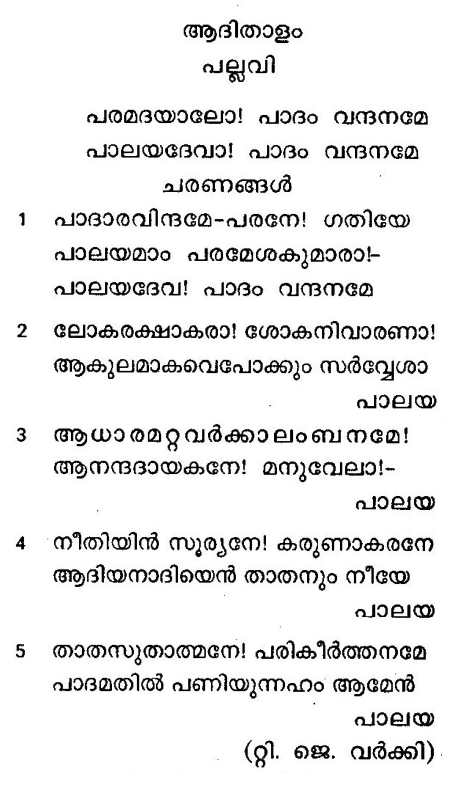 ആദിതാളം
പല്ലവി
പരമദയാലോ! പാദം വന്ദനമേ
പാലയദേവാ! പാദം വന്ദനമേ
ചരണങ്ങൾ
1 പാദാരവിന്ദമേ-പരനേ! ഗതിയേ
പാലയമാം പരമേശകുമാരാ!-
പാലയദേവ! പാദം വന്ദനമേ
2 ലോകരക്ഷാകരാ! ശോകനിവാരണാ!
ആകുലമാകവെപോക്കും സർവ്വേശാ
പാലയ
3 ആധാരമറ്റവർക്കാലംബനമേ!
ആനന്ദദായകനേ! മനുവേലാ!-
പാലയ
4 നീതിയിൻ സൂര്യനേ! കരുണാകരനേ
ആദിയനാദിയെൻ താതനും നീയേ
പാലയ
5 താതസുതാത്മനേ! പരികീർത്തനമേ
പാദമതിൽ പണിയുന്നഹം ആമേൻ
പാലയ
(റ്റി. ജെ. വർക്കി)